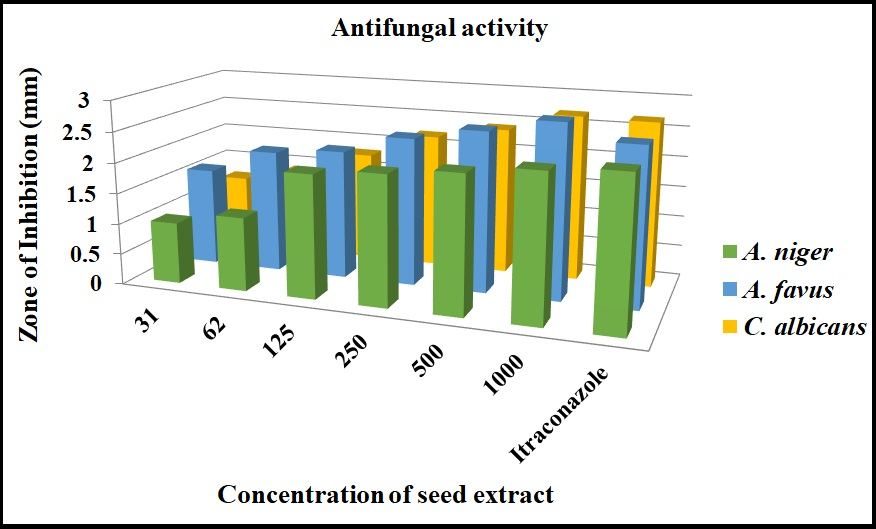 Antifungal activity
Zone of Inhibition (mm)
3
2.5
2
1.5
1
0.5
0
31
62
125
250
500
1000
Itraconazole
Concentration of seed extract
A. niger
A. favus
C. albicans